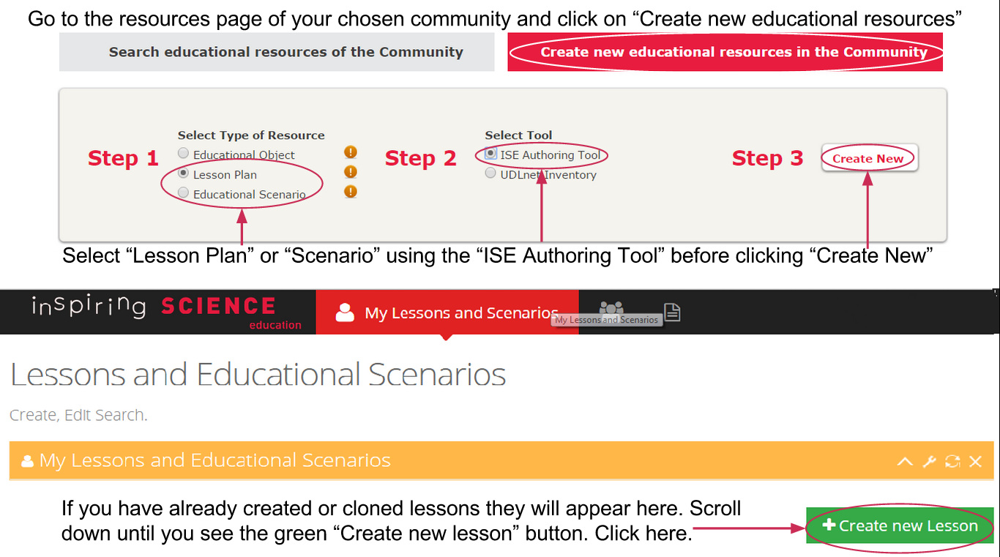 Go to the resources page of your chosen community and click on “Create new educational resources”
Search educational resources of the Community
Create new educational resources in the Community
Step 1
Select Type of Resource
Educational Object
!
Lesson Plan
!
Educational Scenario
!
Step 2
Select Tool
ISE Authoring Tool
UDLnet Inventory
Step 3
Create New
Select “Lesson Plan” or “Scenario” using the “ISE Authoring Tool” before clicking “Create New”
inspiring SCIENCE
education
My Lessons and Scenarios
My Lessons and Scenarios
Lessons and Educational Scenarios
Create, Edit Search.
My Lessons and Educational Scenarios
If you have already created or cloned lessons they will appear here. Scroll
down until you see the green “Create new lesson” button. Click here.
+ Create new Lesson